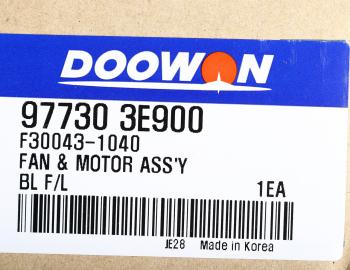 DOOWON
97730 3E900
F30043-1040
FAN & MOTOR ASS'Y
BL F/L 1EA
JE28 Made in Korea